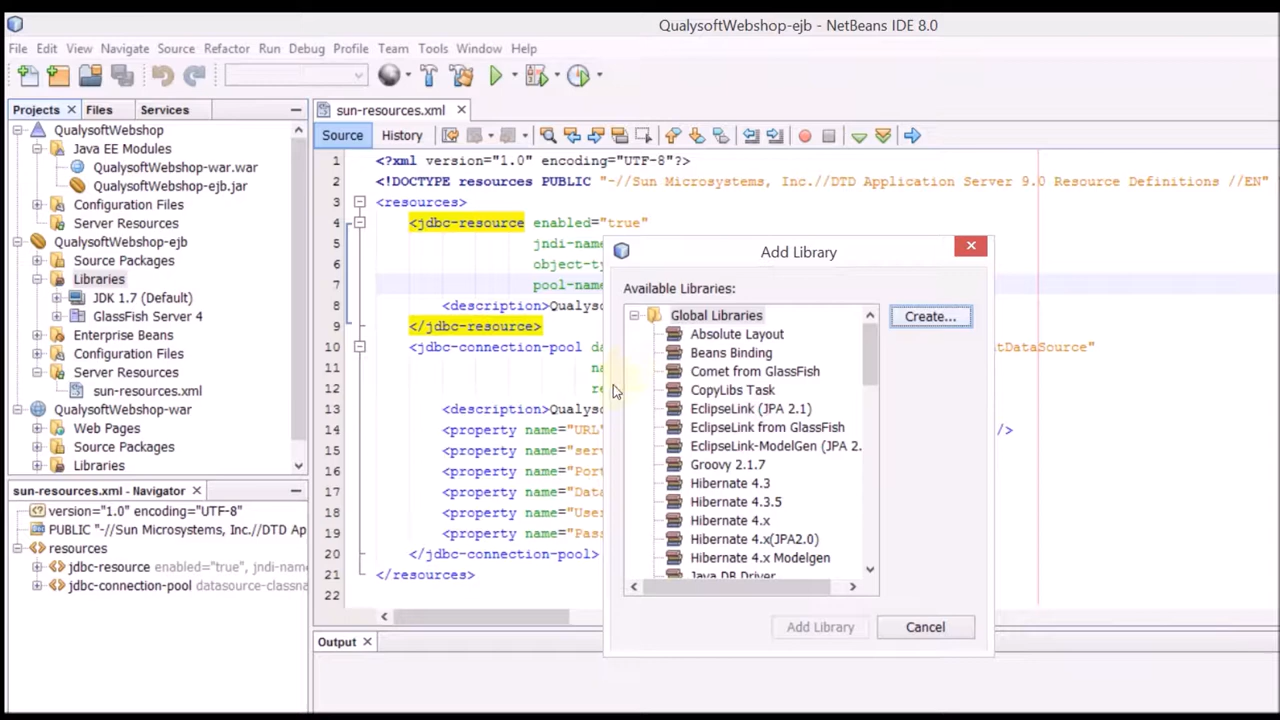 QualysoftWebshop-ejb - NetBeans IDE 8.0
File Edit View Navigate Source Refactor Run Debug Profile Team Tools Window Help
Projects Files Services
QualysoftWebshop
Java EE Modules
QualysoftWebshop-war.war
QualysoftWebshop-ejb.jar
Configuration Files
Server Resources
QualysoftWebshop-ejb
Source Packages
Libraries
JDK 1.7 (Default)
GlassFish Server 4
Enterprise Beans
Configuration Files
Server Resources
sun-resources.xml
QualysoftWebshop-war
Web Pages
Source Packages
Libraries
sun-resources.xml - Navigator
version="1.0" encoding="UTF-8"
PUBLIC "-//Sun Microsystems, Inc.//DTD Ap
resources
jdbc-resource enabled="true", jndi-name
jdbc-connection-pool datasource-classna
sun-resources.xml
Source History
1 <?xml version="1.0" encoding="UTF-8"?>
2 <!DOCTYPE resources PUBLIC "-//Sun Microsystems, Inc.//DTD Application Server 9.0 Resource Definitions //EN" "
3 <resources>
4 <jdbc-resource enabled="true"
5 jndi-name
6 object-ty
7 pool-name
8 <description>Qualyso
9 </jdbc-resource>
10 <jdbc-connection-pool da tDataSource"
11 na
12 re
13 <description>Qualyso
14 <property name="URL" />
15 <property name="serv
16 <property name="Port
17 <property name="Data
18 <property name="User
19 <property name="Pass
20 </jdbc-connection-pool>
21 </resources>
22
Output
Add Library
Available Libraries:
Global Libraries
Absolute Layout
Beans Binding
Comet from GlassFish
CopyLibs Task
EclipseLink (JPA 2.1)
EclipseLink from GlassFish
EclipseLink-ModelGen (JPA 2.
Groovy 2.1.7
Hibernate 4.3
Hibernate 4.3.5
Hibernate 4.x
Hibernate 4.x(JPA2.0)
Hibernate 4.x Modelgen
Java DB Driver
Create...
Add Library Cancel